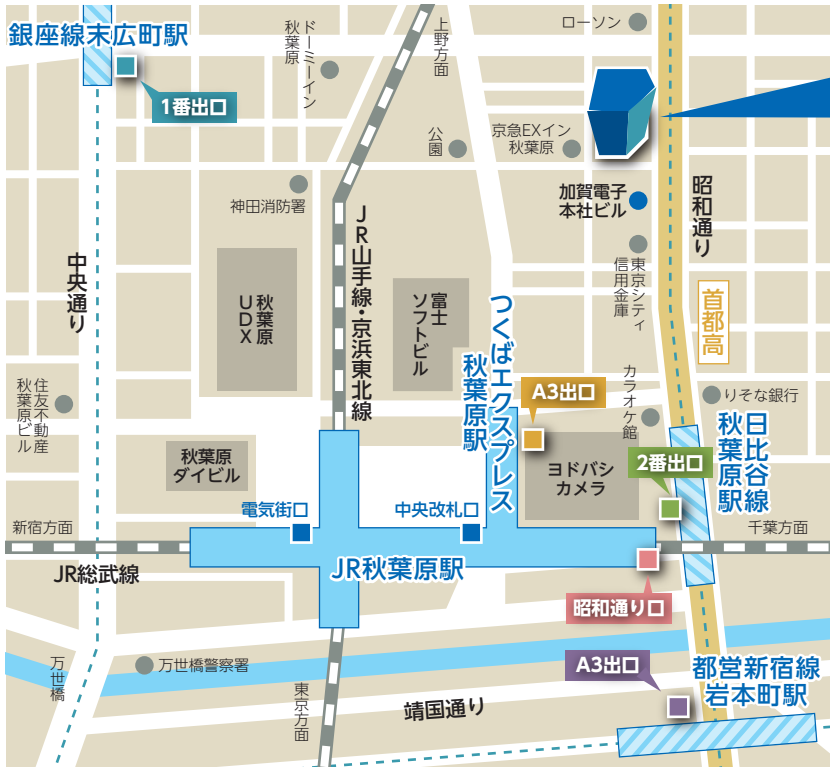 銀座線末広町駅
1番出口
ドーミーイン
秋葉原
上野方面
ローソン
公園
京急EXイン
秋葉原
神田消防署
加賀電子
本社ビル
昭和通り
中央通り
JR山手線・京浜東北線
秋葉原
UDX
富士
ソフトビル
つくばエクスプレス
秋葉原駅
東京シティ
信用金庫
首都高
住友不動産
秋葉原ビル
A3出口
カラオケ館
りそな銀行
日比谷線
秋葉原駅
秋葉原
ダイビル
ヨドバシ
カメラ
2番出口
電気街口
中央改札口
新宿方面
千葉方面
JR総武線
JR秋葉原駅
昭和通り口
万世橋
万世橋警察署
東京方面
靖国通り
A3出口
都営新宿線
岩本町駅